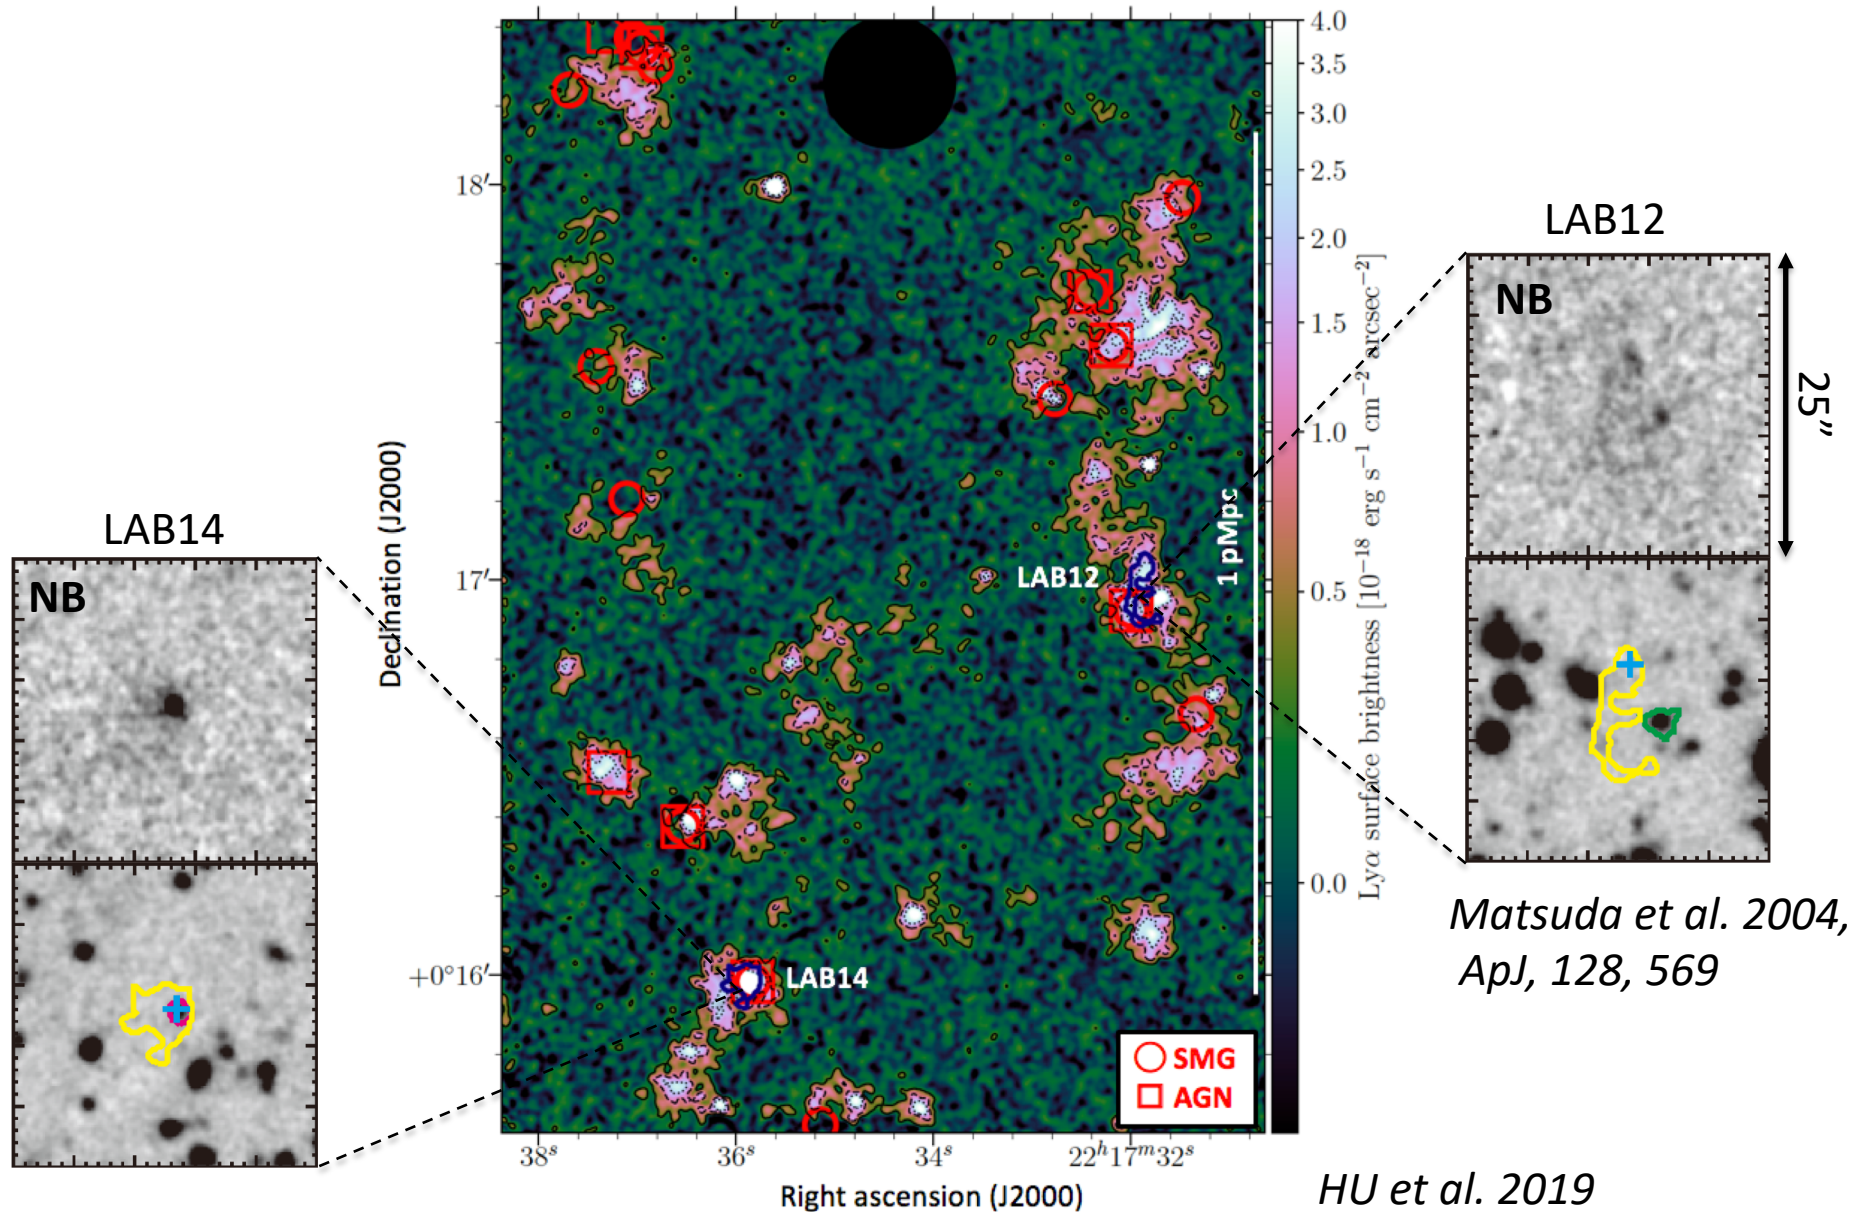 LAB14
NB
Declination (J2000)
18′
17′
+0°16′
38ˢ
36ˢ
34ˢ
22ʰ17ᵐ32ˢ
Right ascension (J2000)
LAB12
LAB14
1 pMpc
SMG
AGN
4.0
3.5
3.0
2.5
2.0
1.5
1.0
0.5
0.0
Lyα surface brightness [10⁻¹⁸ erg s⁻¹ cm⁻² arcsec⁻²]
LAB12
NB
25”
Matsuda et al. 2004,
ApJ, 128, 569
HU et al. 2019